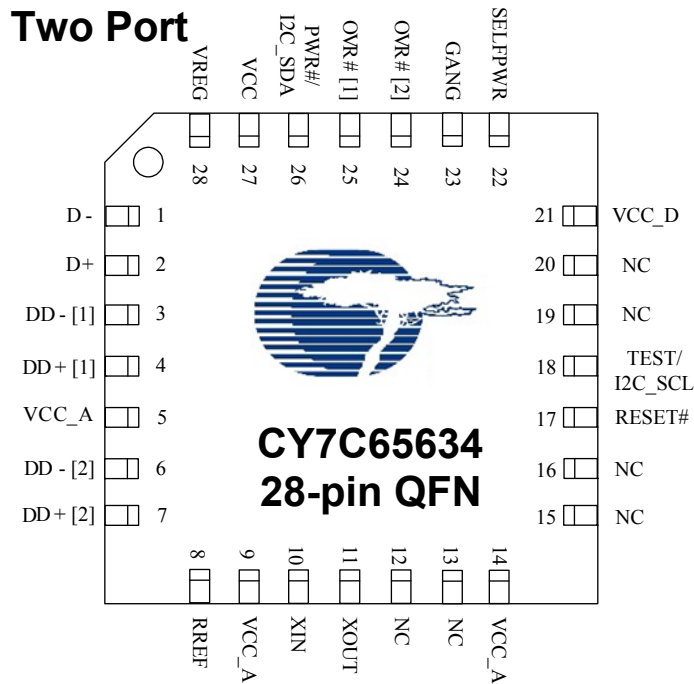 Two Port
VREG
VCC
PWR#/
I2C_SDA
OVR# [1]
OVR# [2]
GANG
SELFPWR
28
27
26
25
24
23
22
D - 1
D+ 2
DD - [1] 3
DD + [1] 4
VCC_A 5
DD - [2] 6
DD + [2] 7
21 VCC_D
20 NC
19 NC
18 TEST/
I2C_SCL
17 RESET#
16 NC
15 NC
CY7C65634
28-pin QFN
8
9
10
11
12
13
14
RREF
VCC_A
XIN
XOUT
NC
NC
VCC_A